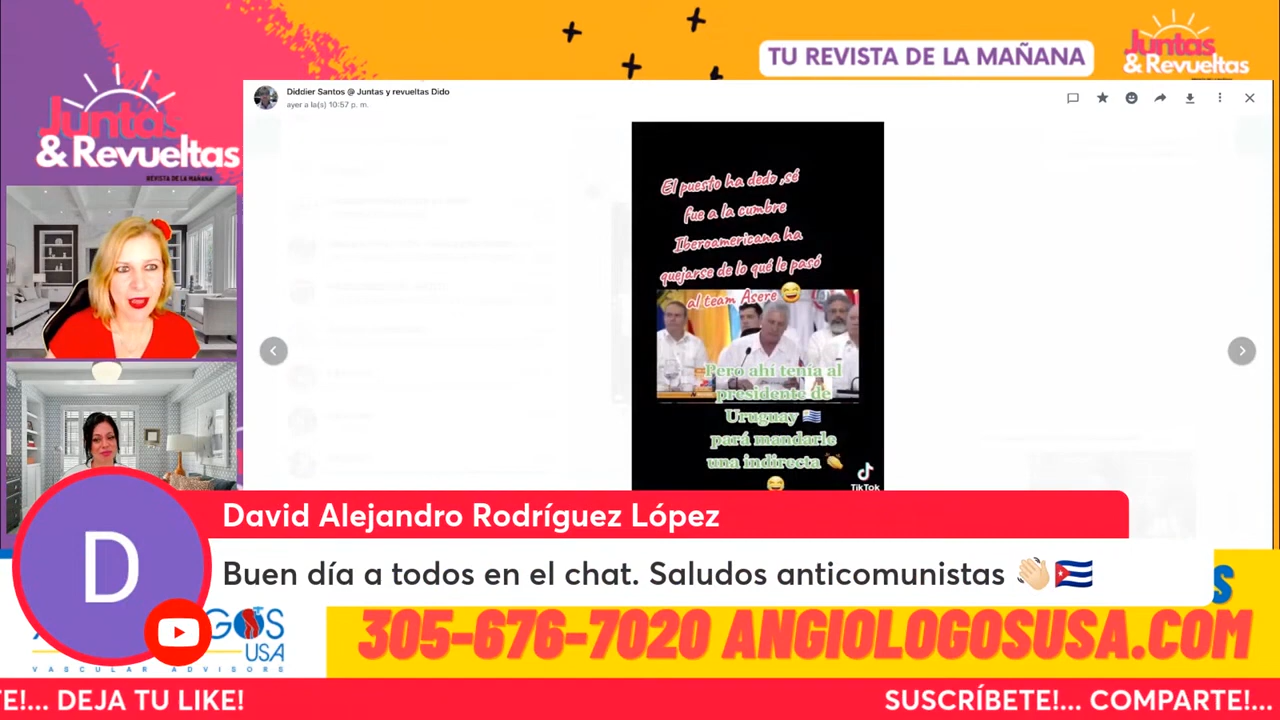 TU REVISTA DE LA MAÑANA
Juntas
& Revueltas
Juntas
& Revueltas
REVISTA DE LA MAÑANA
Diddier Santos @ Juntas y revueltas Dido
ayer a la(s) 10:57 p. m.
El puesto ha dedo ,sé
fue a la cumbre
Iberoamericana ha
quejarse de lo qué le pasó
al team Asere 😆
Pero ahí tenía al
presidente de
Uruguay 🇺🇾
pará mandarle
una indirecta 👏
😆
TikTok
D
David Alejandro Rodríguez López
Buen día a todos en el chat. Saludos anticomunistas 👋🏻🇨🇺
S
GOS
USA
VASCULAR ADVISORS
305-676-7020 ANGIOLOGOSUSA.COM
TE!... DEJA TU LIKE!
SUSCRÍBETE!... COMPARTE!...